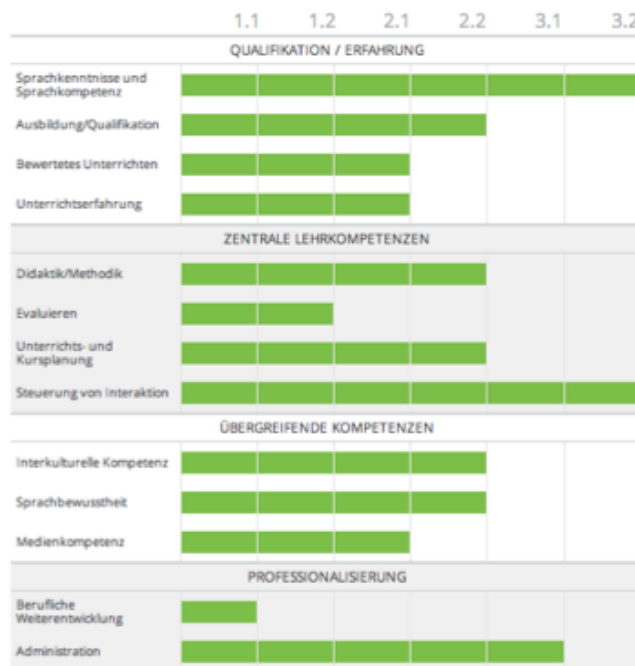 1.1 1.2 2.1 2.2 3.1 3.2
QUALIFIKATION / ERFAHRUNG
Sprachkenntnisse und
Sprachkompetenz
Ausbildung/Qualifikation
Bewertetes Unterrichten
Unterrichtserfahrung
ZENTRALE LEHRKOMPETENZEN
Didaktik/Methodik
Evaluieren
Unterrichts- und
Kursplanung
Steuerung von Interaktion
ÜBERGREIFENDE KOMPETENZEN
Interkulturelle Kompetenz
Sprachbewusstheit
Medienkompetenz
PROFESSIONALISIERUNG
Berufliche
Weiterentwicklung
Administration